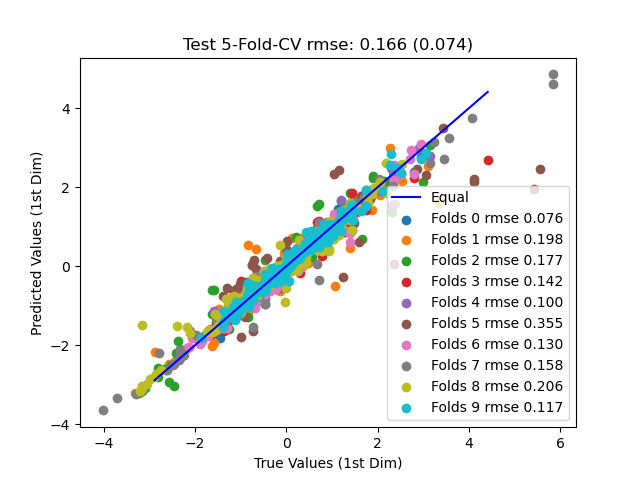 Test 5-Fold-CV rmse: 0.166 (0.074)
Predicted Values (1st Dim)
4
2
0
−2
−4
Equal
Folds 0 rmse 0.076
Folds 1 rmse 0.198
Folds 2 rmse 0.177
Folds 3 rmse 0.142
Folds 4 rmse 0.100
Folds 5 rmse 0.355
Folds 6 rmse 0.130
Folds 7 rmse 0.158
Folds 8 rmse 0.206
Folds 9 rmse 0.117
−4 −2 0 2 4 6
True Values (1st Dim)